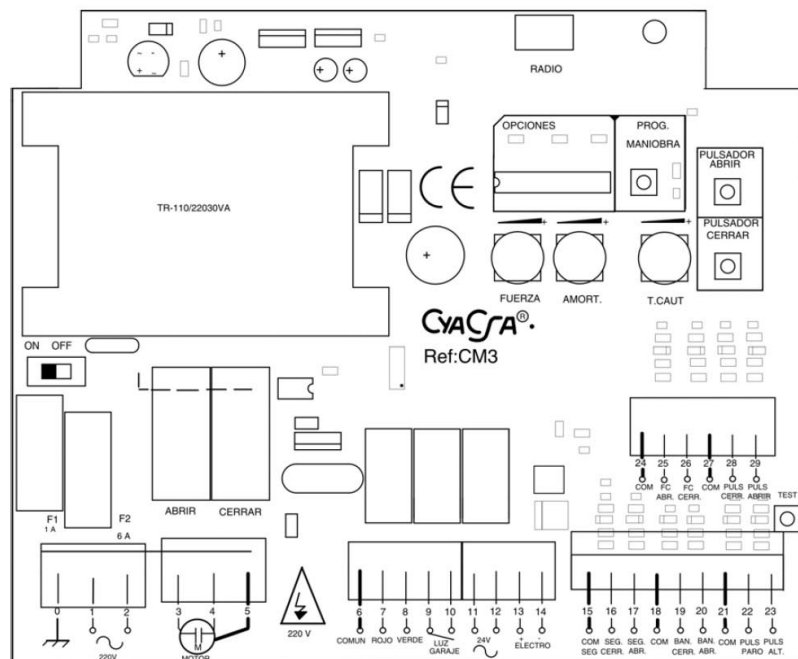 RADIO
OPCIONES
PROG.
MANIOBRA
PULSADOR
ABRIR
PULSADOR
CERRAR
TR-110/22030VA
CE
+
+
+
FUERZA
AMORT.
T.CAUT
CYACSA®.
Ref:CM3
ON OFF
ABRIR
CERRAR
F1
1 A
F2
6 A
24 25 26 27 28 29
COM
FC
ABR.
FC
CERR.
COM
PULS
CERR.
PULS
ABRIR
TEST
0 1 2
220V
3 4 5
M
MOTOR
220 V
6 7 8 9 10 11 12 13 14
COMUN
ROJO
VERDE
LUZ
GARAJE
24V
+ -
ELECTRO
15 16 17 18 19 20 21 22 23
COM
SEG
SEG.
CERR.
SEG.
ABR.
COM
BAN.
CERR.
BAN.
ABR.
COM
PULS
PARO
PULS
ALT.